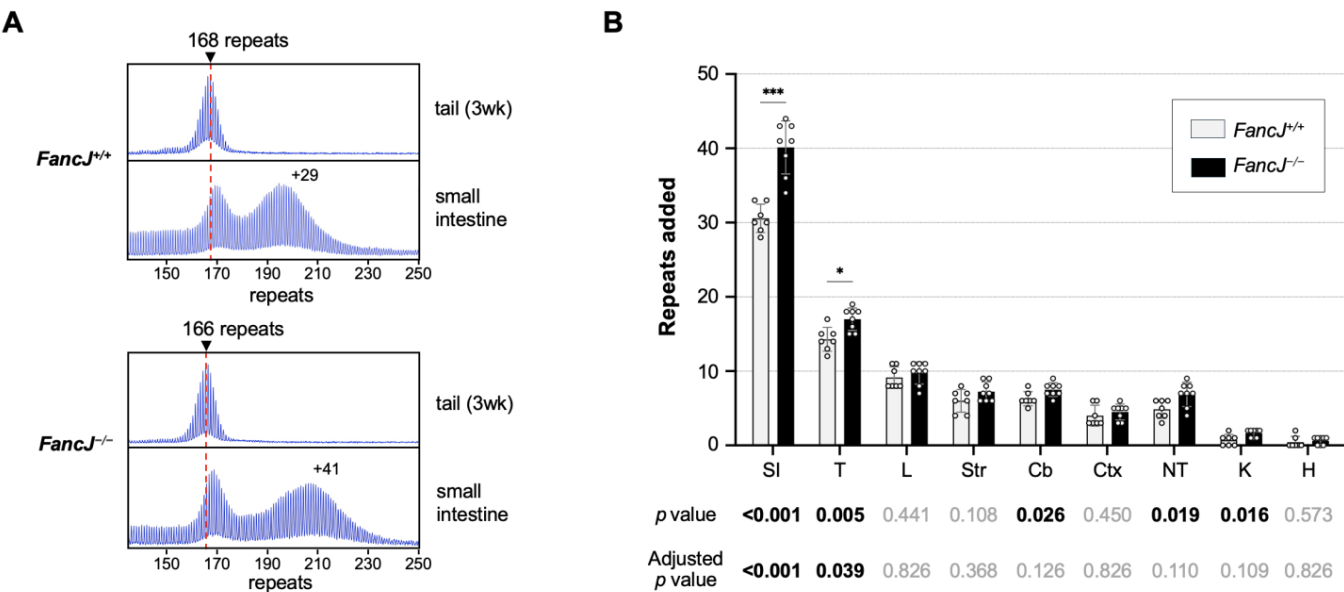 A
168 repeats
FancJ+/+
tail (3wk)
+29
small
intestine
150 170 190 210 230 250
repeats
166 repeats
FancJ−/−
tail (3wk)
+41
small
intestine
150 170 190 210 230 250
repeats
B
Repeats added
50
40
30
20
10
0
***
*
FancJ+/+
FancJ−/−
SI T L Str Cb Ctx NT K H
p value <0.001 0.005 0.441 0.108 0.026 0.450 0.019 0.016 0.573
Adjusted
p value <0.001 0.039 0.826 0.368 0.126 0.826 0.110 0.109 0.826